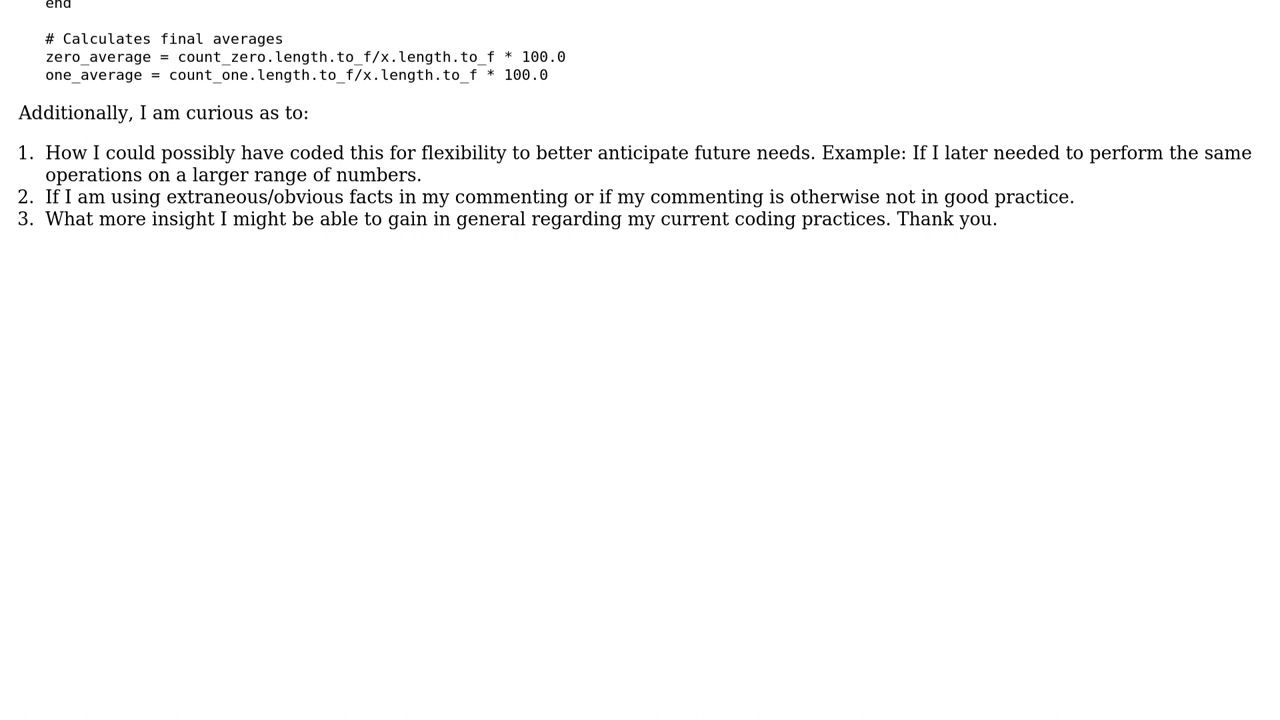 end
# Calculates final averages
zero_average = count_zero.length.to_f/x.length.to_f * 100.0
one_average = count_one.length.to_f/x.length.to_f * 100.0
Additionally, I am curious as to:
1. How I could possibly have coded this for flexibility to better anticipate future needs. Example: If I later needed to perform the same
operations on a larger range of numbers.
2. If I am using extraneous/obvious facts in my commenting or if my commenting is otherwise not in good practice.
3. What more insight I might be able to gain in general regarding my current coding practices. Thank you.